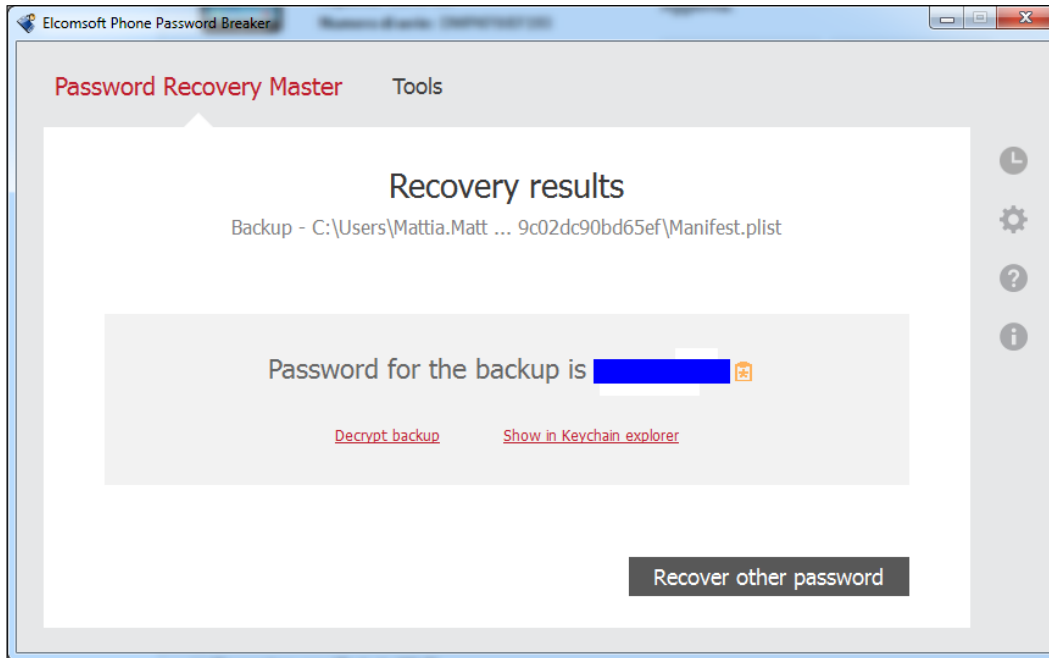 Elcomsoft Phone Password Breaker
Password Recovery Master Tools
Recovery results
Backup - C:\Users\Mattia.Matt ... 9c02dc90bd65ef\Manifest.plist
Password for the backup is
Decrypt backup Show in Keychain explorer
Recover other password